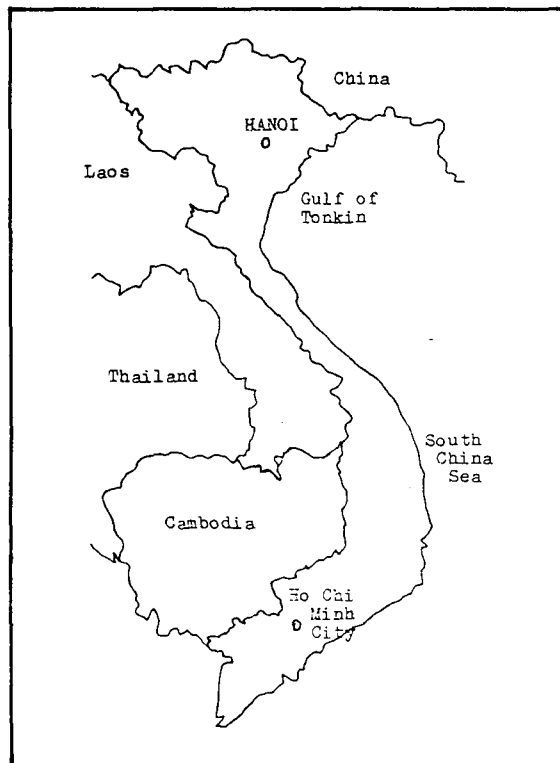 China
HANOI
Laos
Gulf of
Tonkin
Thailand
South
China
Sea
Cambodia
Ho Chi
Minh
City